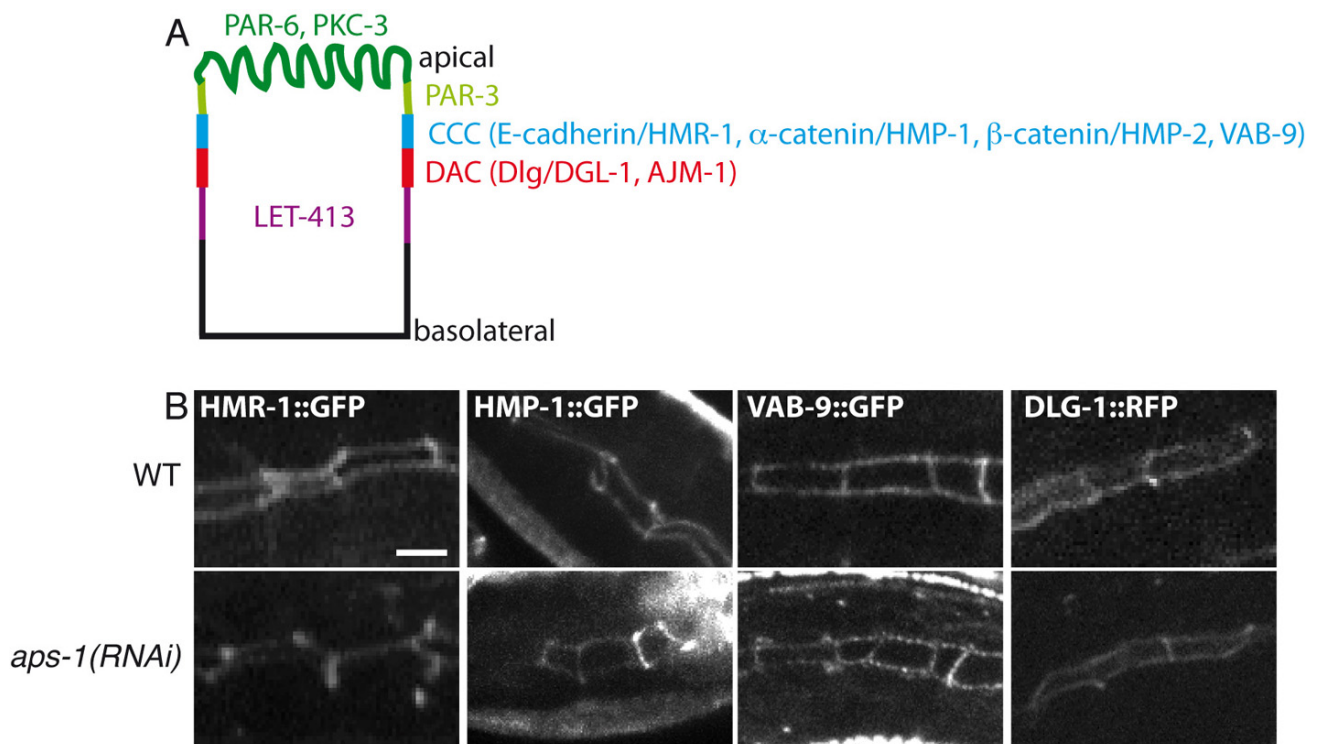 A
PAR-6, PKC-3
apical
PAR-3
CCC (E-cadherin/HMR-1, α-catenin/HMP-1, β-catenin/HMP-2, VAB-9)
DAC (Dlg/DGL-1, AJM-1)
LET-413
basolateral
B
HMR-1::GFP
HMP-1::GFP
VAB-9::GFP
DLG-1::RFP
WT
aps-1(RNAi)